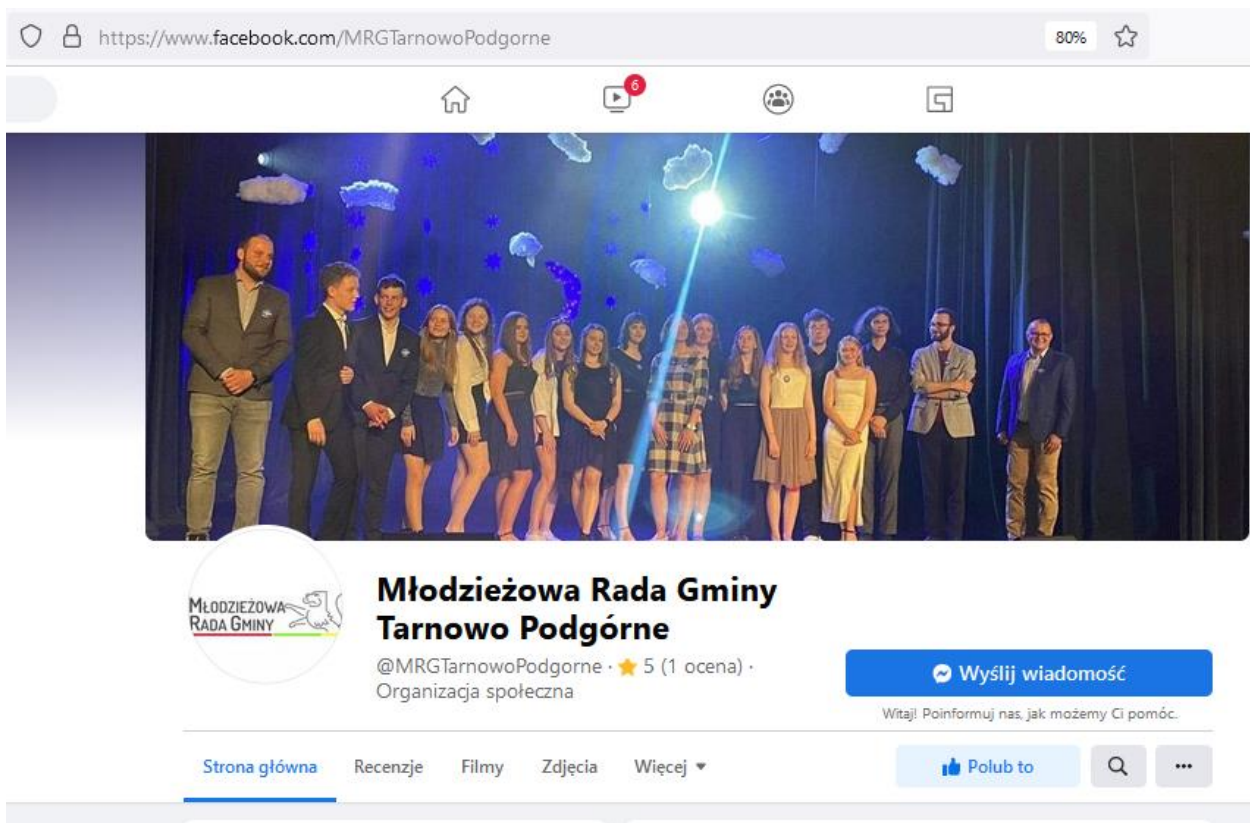 https://www.facebook.com/MRGTarnowoPodgorne
80%
6
MŁODZIEŻOWA
RADA GMINY
Młodzieżowa Rada Gminy
Tarnowo Podgórne
@MRGTarnowoPodgorne · 5 (1 ocena) ·
Organizacja społeczna
Wyślij wiadomość
Witaj! Poinformuj nas, jak możemy Ci pomóc.
Strona główna Recenzje Filmy Zdjęcia Więcej Polub to